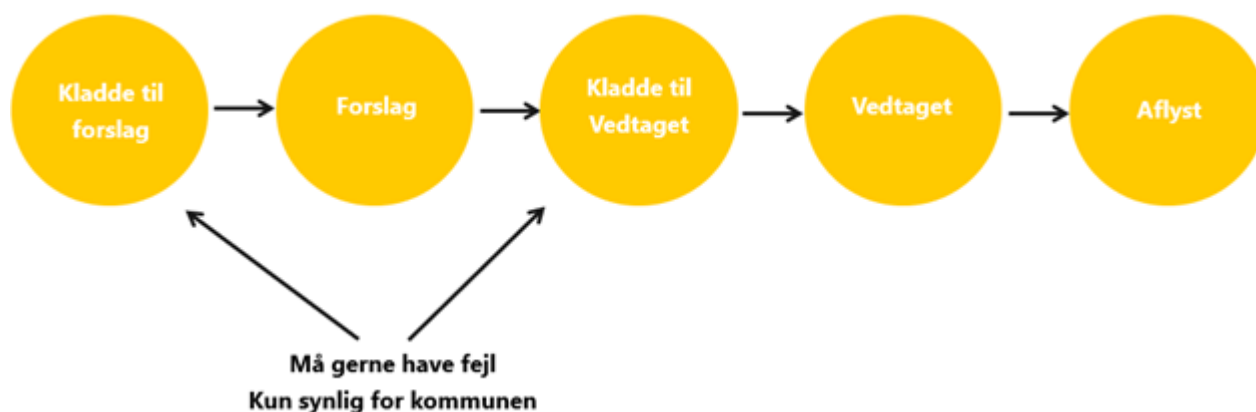 Kladde til
forslag
Forslag
Kladde til
Vedtaget
Vedtaget
Aflyst
Må gerne have fejl
Kun synlig for kommunen